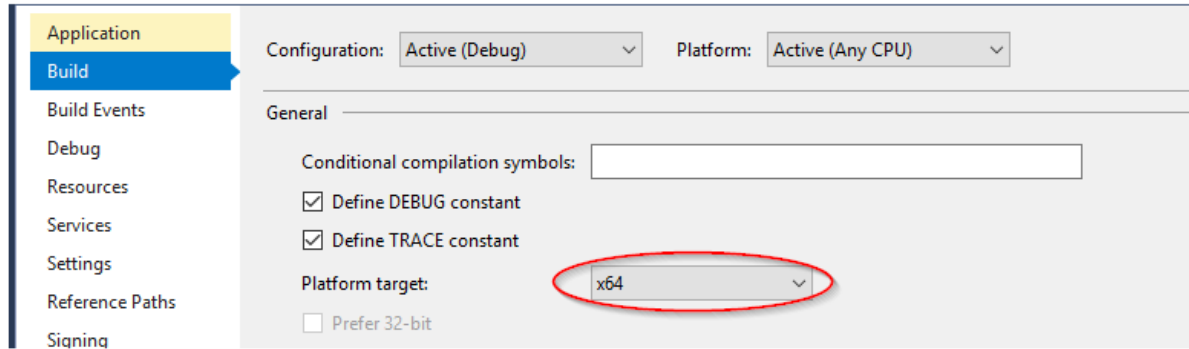 Application
Build
Build Events
Debug
Resources
Services
Settings
Reference Paths
Signing
Configuration: Active (Debug) Platform: Active (Any CPU)
General
Conditional compilation symbols:
Define DEBUG constant
Define TRACE constant
Platform target: x64
Prefer 32-bit